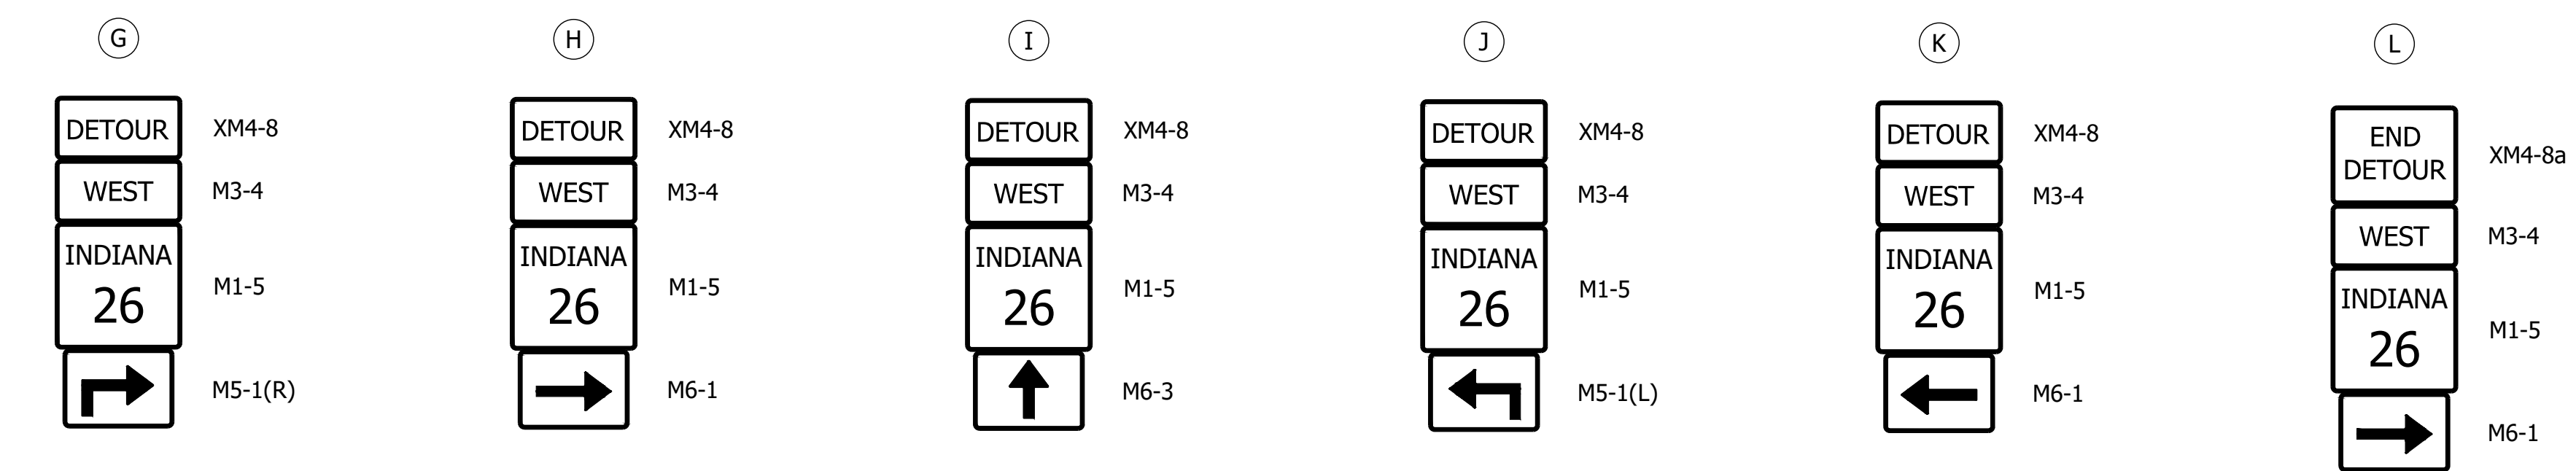 G
DETOUR XM4-8
WEST M3-4
INDIANA
26 M1-5
M5-1(R)
H
DETOUR XM4-8
WEST M3-4
INDIANA
26 M1-5
M6-1
I
DETOUR XM4-8
WEST M3-4
INDIANA
26 M1-5
M6-3
J
DETOUR XM4-8
WEST M3-4
INDIANA
26 M1-5
M5-1(L)
K
DETOUR XM4-8
WEST M3-4
INDIANA
26 M1-5
M6-1
L
END
DETOUR XM4-8a
WEST M3-4
INDIANA
26 M1-5
M6-1